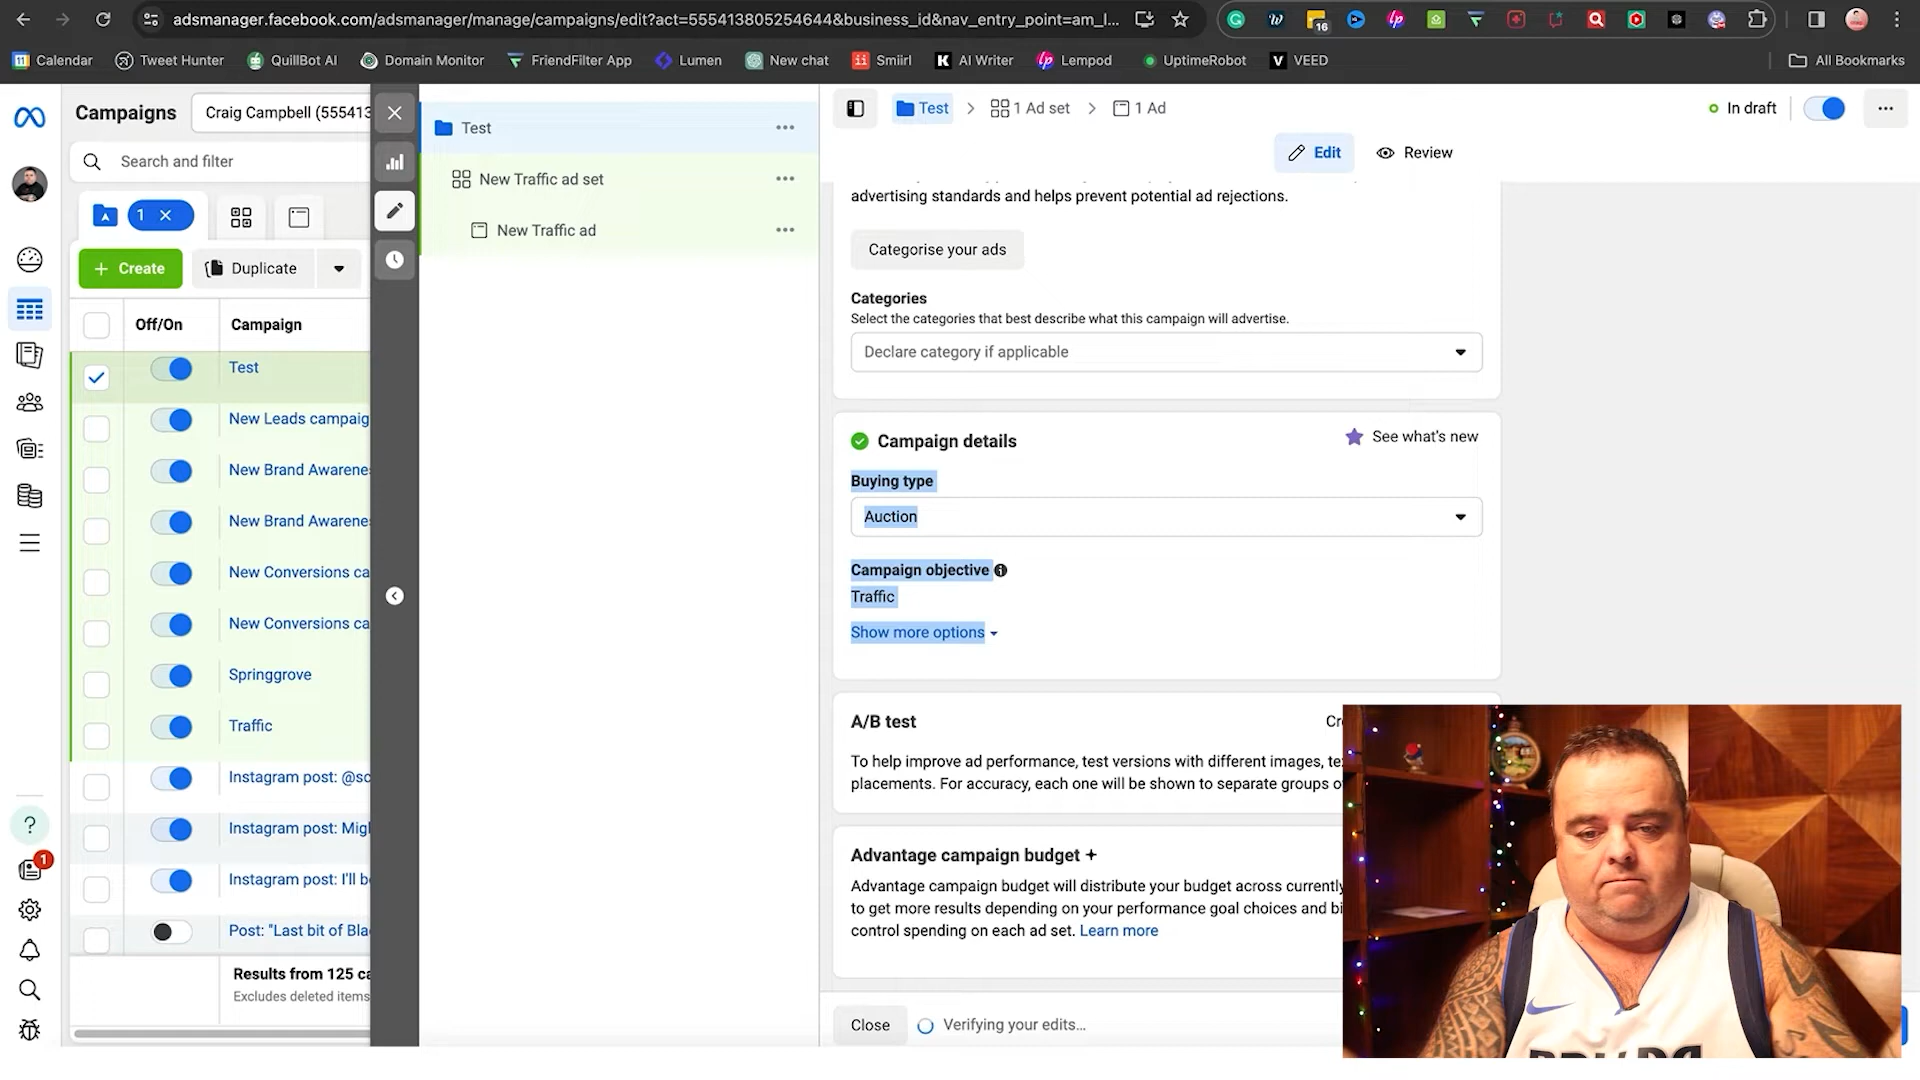 adsmanager.facebook.com/adsmanager/manage/campaigns/edit?act=555413805254644&business_id&nav_entry_point=am_l...
16
Calendar
Tweet Hunter
QuillBot AI
Domain Monitor
FriendFilter App
Lumen
New chat
Smiirl
AI Writer
Lempod
UptimeRobot
VEED
All Bookmarks
Campaigns
Craig Campbell (555413
Search and filter
1
Create
Duplicate
Off/On
Campaign
Test
New Leads campaig
New Brand Awarene
New Brand Awarene
New Conversions ca
New Conversions ca
Springgrove
Traffic
Instagram post: @sc
Instagram post: Migl
Instagram post: I'll b
Post: "Last bit of Bla
Results from 125 ca
Excludes deleted items
1
Test
New Traffic ad set
New Traffic ad
Test
1 Ad set
1 Ad
In draft
Edit
Review
advertising standards and helps prevent potential ad rejections.
Categorise your ads
Categories
Select the categories that best describe what this campaign will advertise.
Declare category if applicable
Campaign details
See what's new
Buying type
Auction
Campaign objective
Traffic
Show more options
A/B test
Cr
To help improve ad performance, test versions with different images, te
placements. For accuracy, each one will be shown to separate groups o
Advantage campaign budget +
Advantage campaign budget will distribute your budget across currently
to get more results depending on your performance goal choices and bi
control spending on each ad set. Learn more
Close
Verifying your edits...